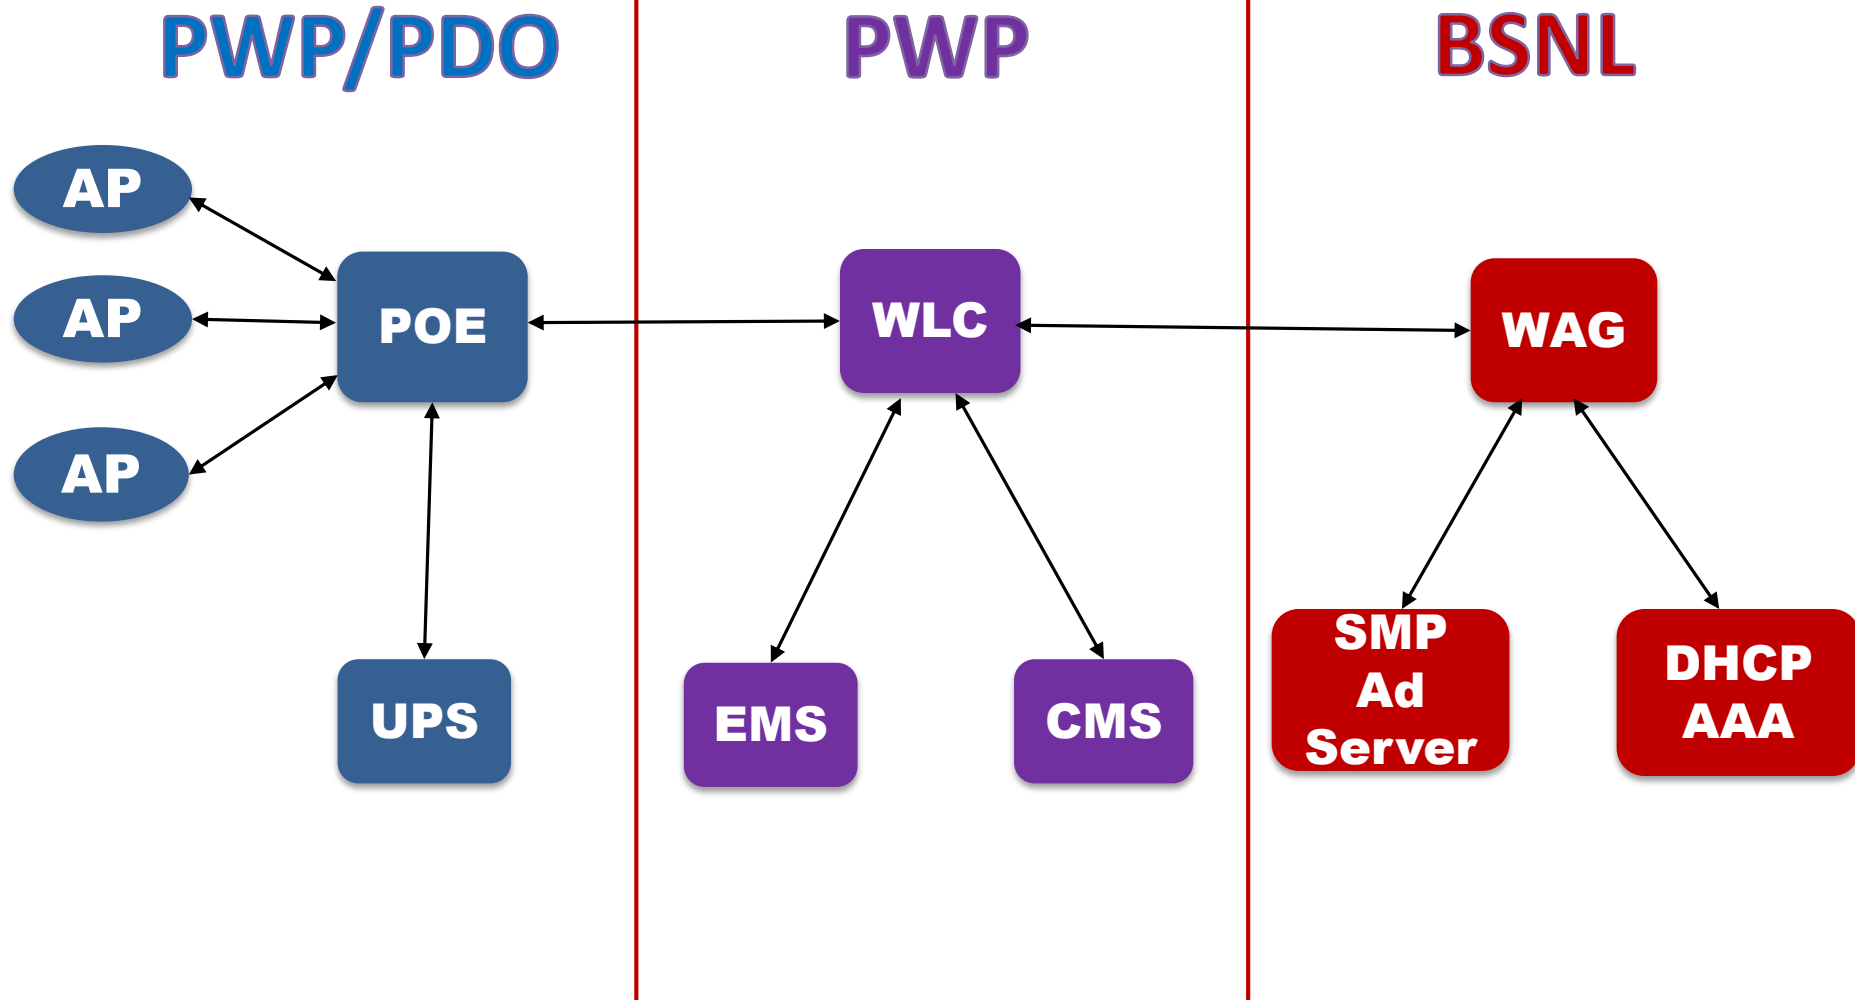 PWP/PDO
PWP
BSNL
AP
AP
AP
POE
UPS
WLC
EMS
CMS
WAG
SMP
Ad
Server
DHCP
AAA